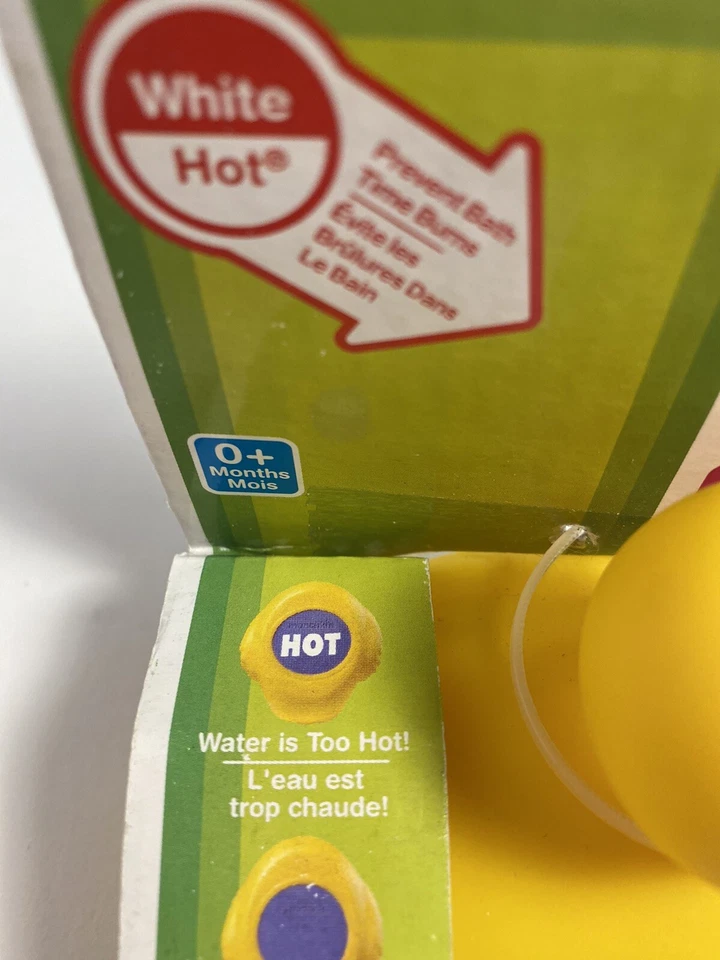 White
Hot®
Prevent Bath
Time Burns
Évite les
Brûlures Dans
Le Bain
0+
Months
Mois
munchkin
HOT
Water is Too Hot!
L'eau est
trop chaude!